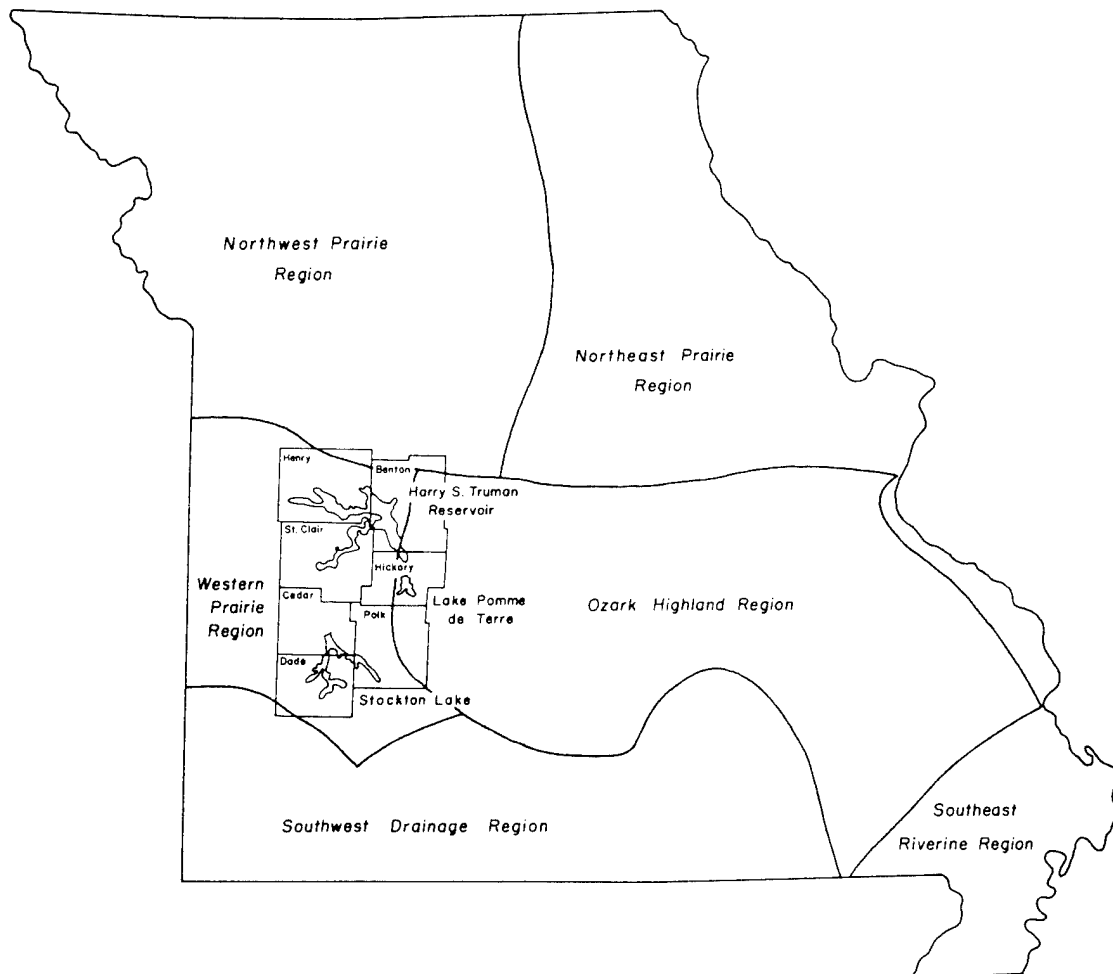 Northwest Prairie
Region
Northeast Prairie
Region
Henry
Benton
Harry S. Truman
Reservoir
St. Clair
Hickory
Western
Prairie
Region
Cedar
Lake Pomme
de Terre
Polk
Ozark Highland Region
Dade
Stockton Lake
Southwest Drainage Region
Southeast
Riverine Region